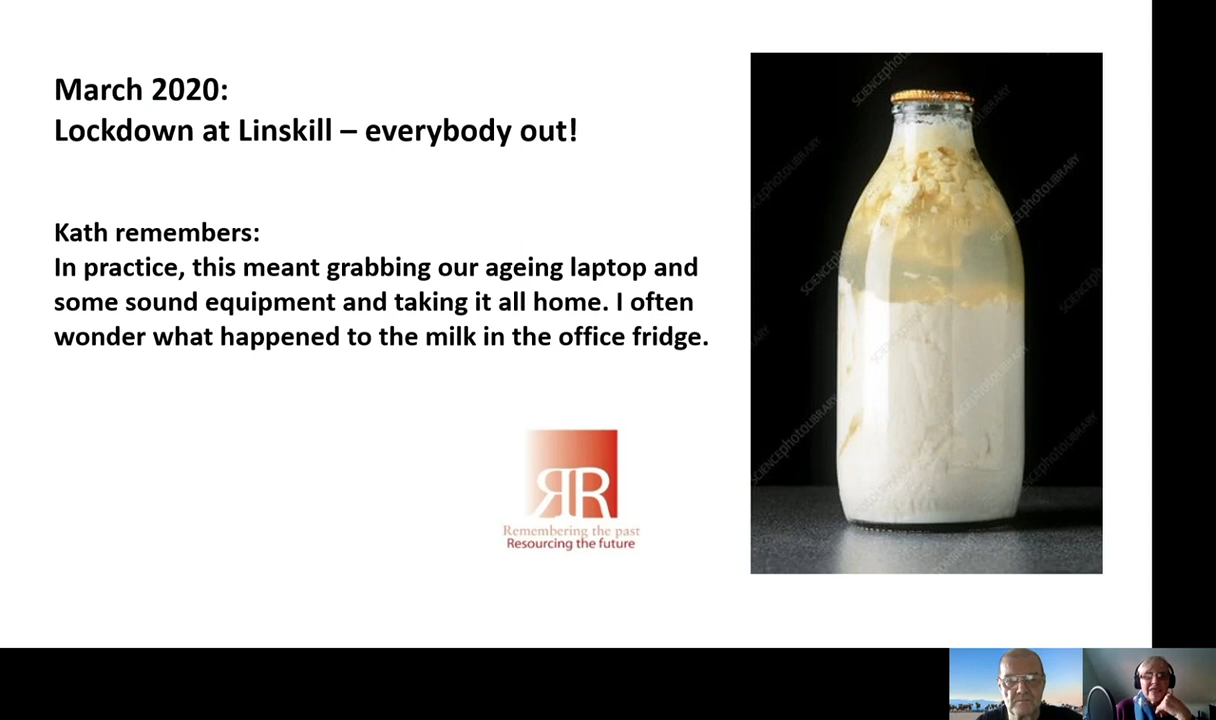 March 2020:
Lockdown at Linskill – everybody out!
Kath remembers:
In practice, this meant grabbing our ageing laptop and
some sound equipment and taking it all home. I often
wonder what happened to the milk in the office fridge.
RR
Remembering the past
Resourcing the future
SCIENCEphotoLIBRARY